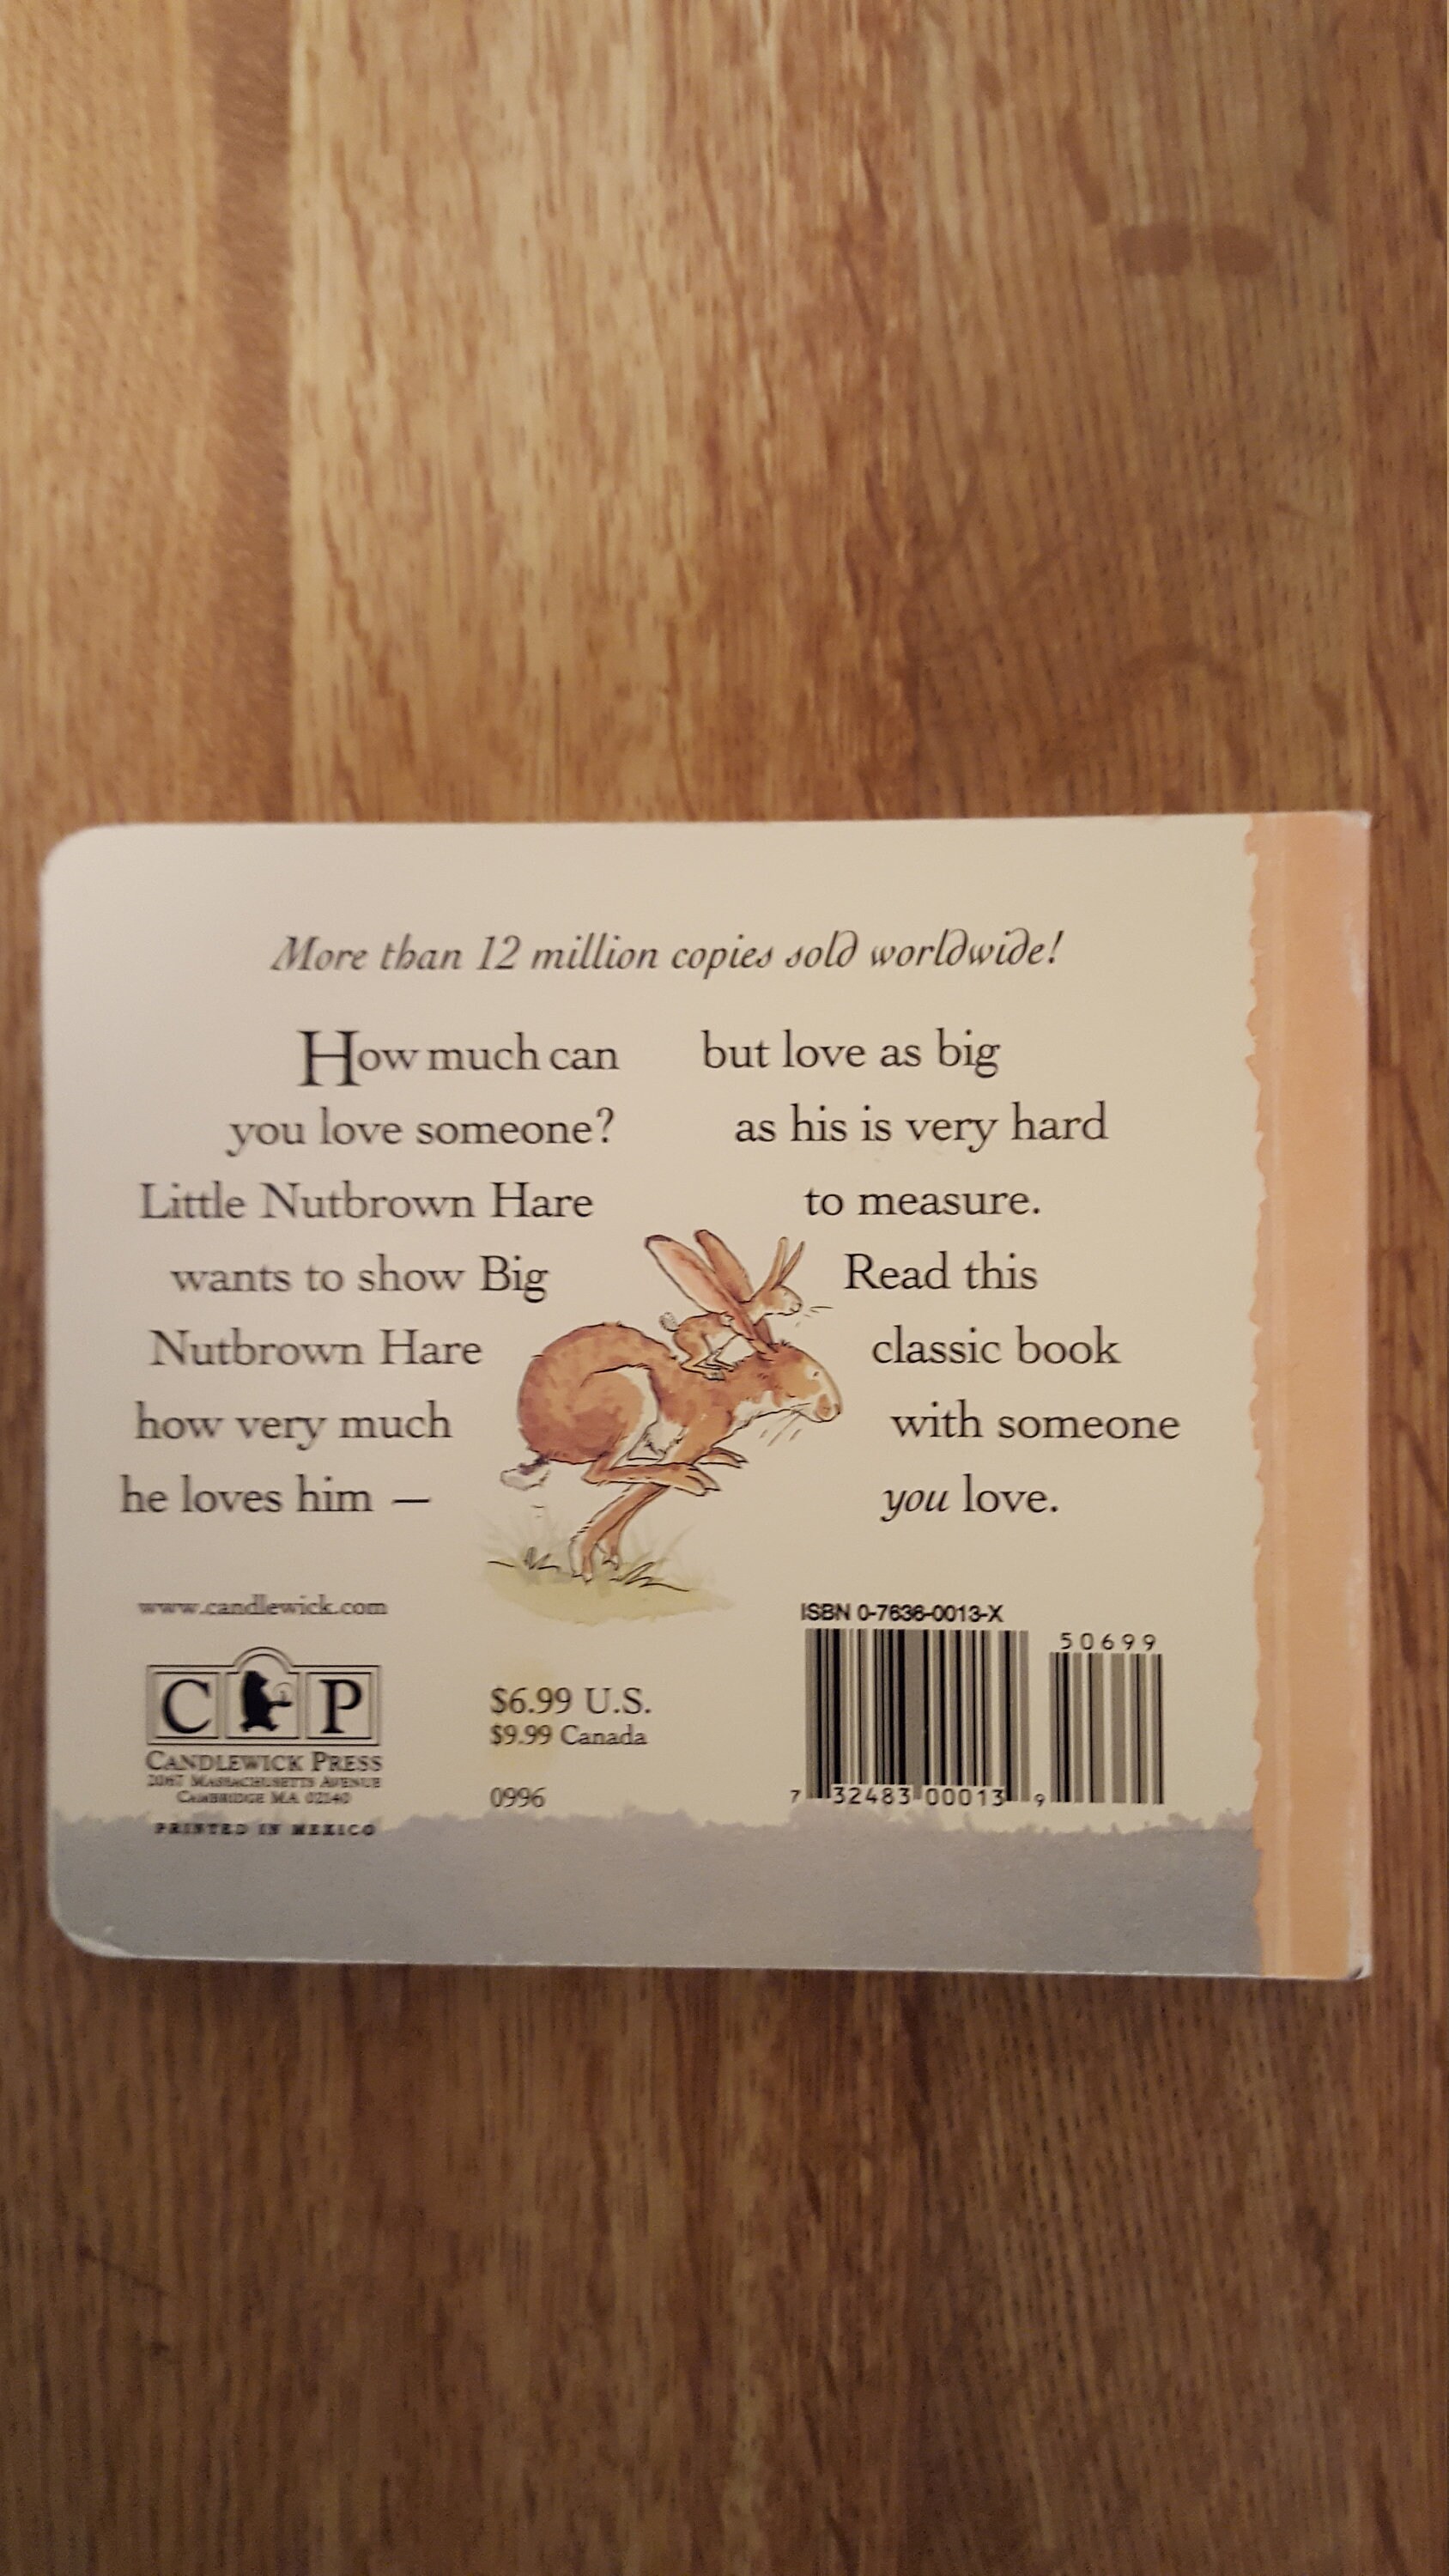 More than 12 million copies sold worldwide!
How much can
you love someone?
Little Nutbrown Hare
wants to show Big
Nutbrown Hare
how very much
he loves him —
but love as big
as his is very hard
to measure.
Read this
classic book
with someone
you love.
www.candlewick.com
C P
CANDLEWICK PRESS
2067 MASSACHUSETTS AVENUE
CAMBRIDGE MA 02140
PRINTED IN MEXICO
$6.99 U.S.
$9.99 Canada
0996
ISBN 0-7636-0013-X
50699
7 32483 00013 9